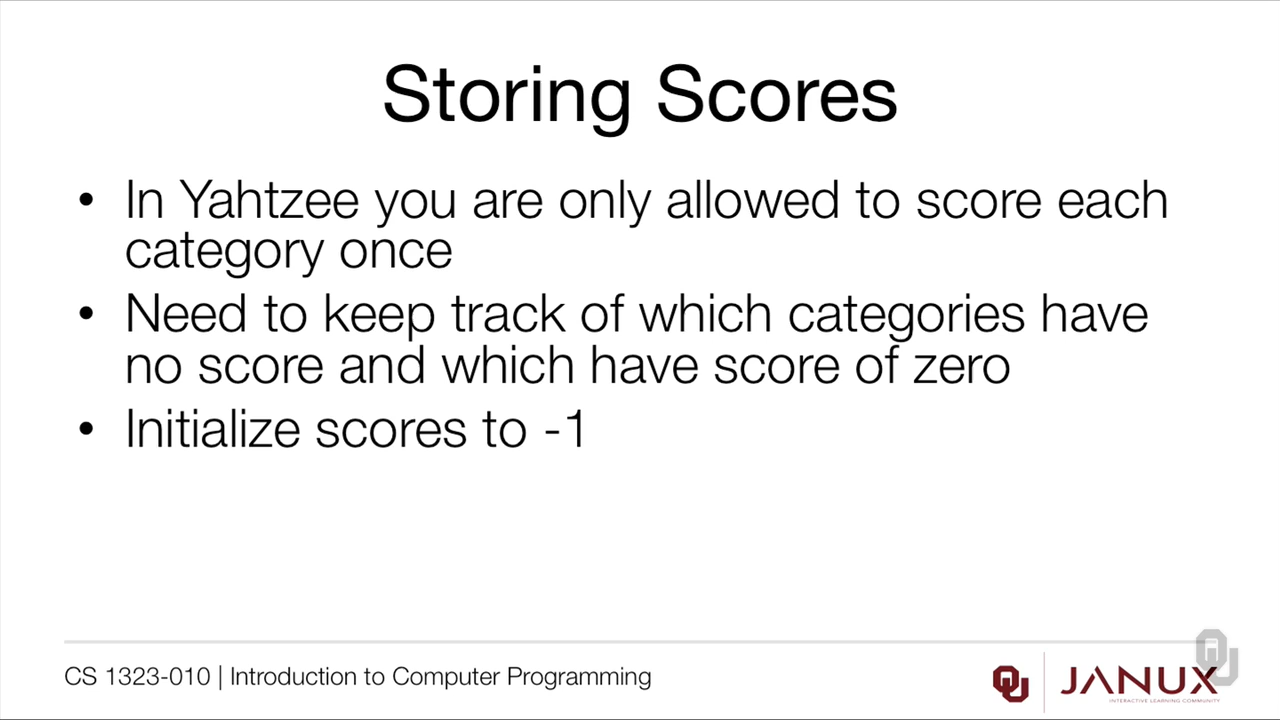 Storing Scores
• In Yahtzee you are only allowed to score each
category once
• Need to keep track of which categories have
no score and which have score of zero
• Initialize scores to -1
CS 1323-010 | Introduction to Computer Programming
OU
JANUX
INTERACTIVE LEARNING COMMUNITY
OU